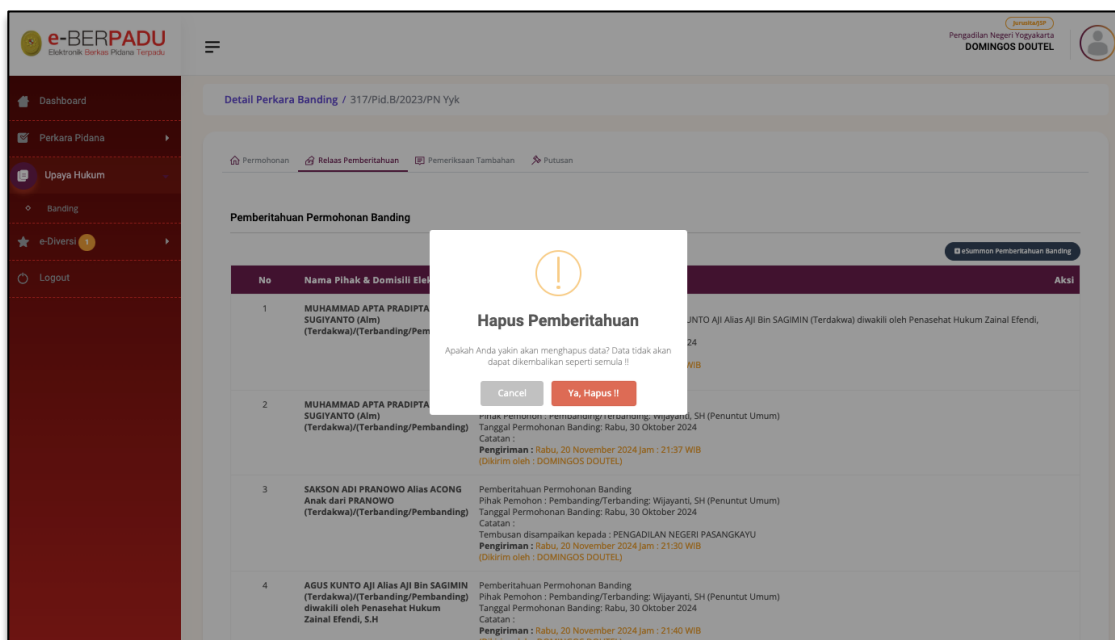 e-BERPADU
Elektronik Berkas Pidana Terpadu
Jurusita/JSP
Pengadilan Negeri Yogyakarta
DOMINGOS DOUTEL
Dashboard
Perkara Pidana
Upaya Hukum
Banding
e-Diversi 1
Logout
Detail Perkara Banding / 317/Pid.B/2023/PN Yyk
Permohonan Relaas Pemberitahuan Pemeriksaan Tambahan Putusan
Pemberitahuan Permohonan Banding
eSummon Pemberitahuan Banding
No Nama Pihak & Domisili Elek Aksi
1 MUHAMMAD APTA PRADIPTA
SUGIYANTO (Alm) UNTO AJI Alias AJI Bin SAGIMIN (Terdakwa) diwakili oleh Penasehat Hukum Zainal Efendi,
(Terdakwa)/(Terbanding/Pem
24
WIB
Hapus Pemberitahuan
Apakah Anda yakin akan menghapus data? Data tidak akan
dapat dikembalikan seperti semula !!
Cancel Ya, Hapus !!
2 MUHAMMAD APTA PRADIPTA
SUGIYANTO (Alm) Pihak Pemohon : Pembanding/Terbanding: Wijayanti, SH (Penuntut Umum)
(Terdakwa)/(Terbanding/Pembanding) Tanggal Permohonan Banding: Rabu, 30 Oktober 2024
Catatan :
Pengiriman : Rabu, 20 November 2024 Jam : 21:37 WIB
(Dikirim oleh : DOMINGOS DOUTEL)
3 SAKSON ADI PRANOWO Alias ACONG Pemberitahuan Permohonan Banding
Anak dari PRANOWO Pihak Pemohon : Pembanding/Terbanding: Wijayanti, SH (Penuntut Umum)
(Terdakwa)/(Terbanding/Pembanding) Tanggal Permohonan Banding: Rabu, 30 Oktober 2024
Catatan :
Tembusan disampaikan kepada : PENGADILAN NEGERI PASANGKAYU
Pengiriman : Rabu, 20 November 2024 Jam : 21:30 WIB
(Dikirim oleh : DOMINGOS DOUTEL)
4 AGUS KUNTO AJI Alias AJI Bin SAGIMIN Pemberitahuan Permohonan Banding
(Terdakwa)/(Terbanding/Pembanding) Pihak Pemohon : Pembanding/Terbanding: Wijayanti, SH (Penuntut Umum)
diwakili oleh Penasehat Hukum Tanggal Permohonan Banding: Rabu, 30 Oktober 2024
Zainal Efendi, S.H Catatan :
Pengiriman : Rabu, 20 November 2024 Jam : 21:40 WIB